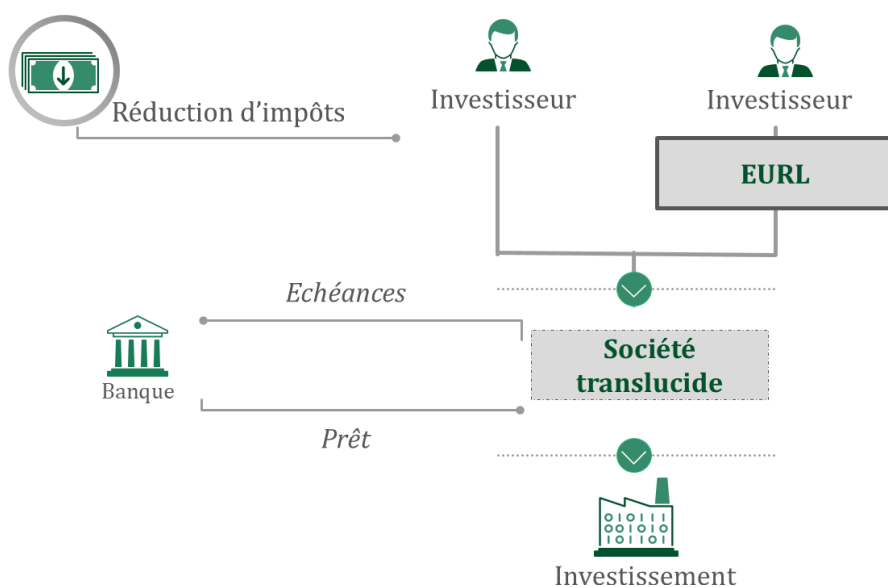 Réduction d'impôts
Investisseur
Investisseur
EURL
Echéances
Société
translucide
Banque
Prêt
Investissement